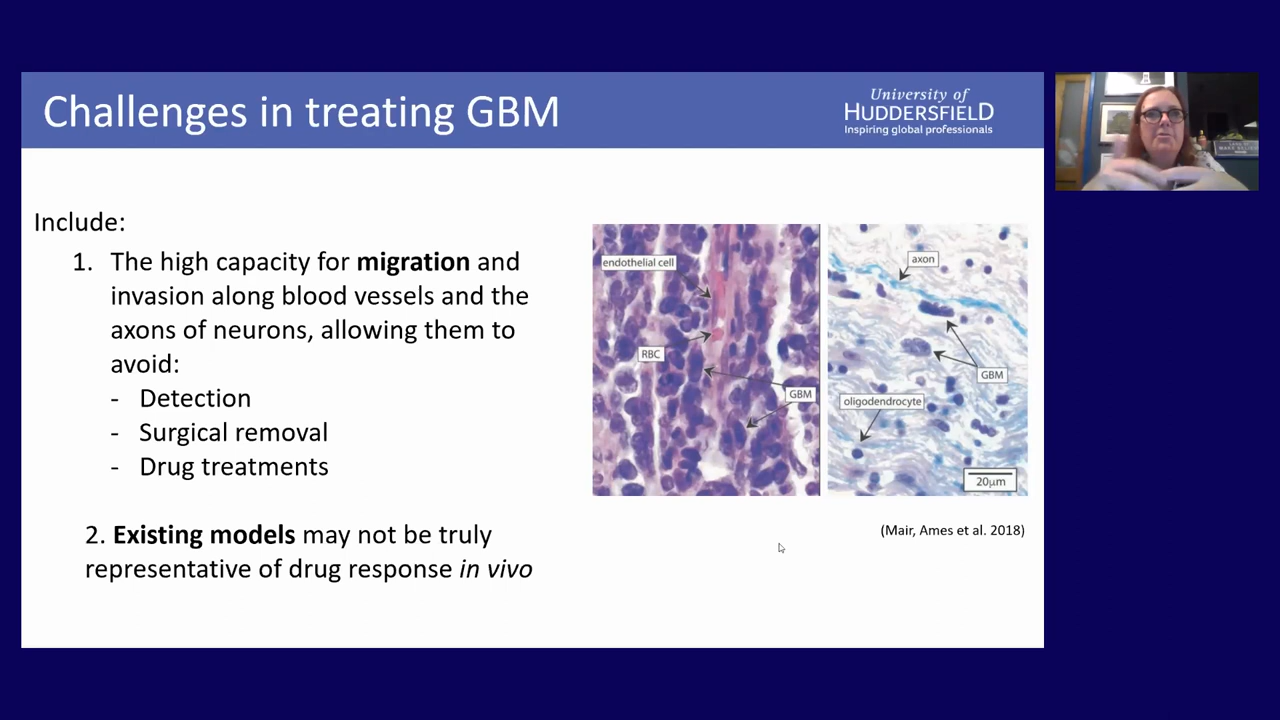 Challenges in treating GBM
University of
HUDDERSFIELD
Inspiring global professionals
Include:
1. The high capacity for migration and
invasion along blood vessels and the
axons of neurons, allowing them to
avoid:
- Detection
- Surgical removal
- Drug treatments
2. Existing models may not be truly
representative of drug response in vivo
endothelial cell
RBC
GBM
axon
GBM
oligodendrocyte
20μm
(Mair, Ames et al. 2018)